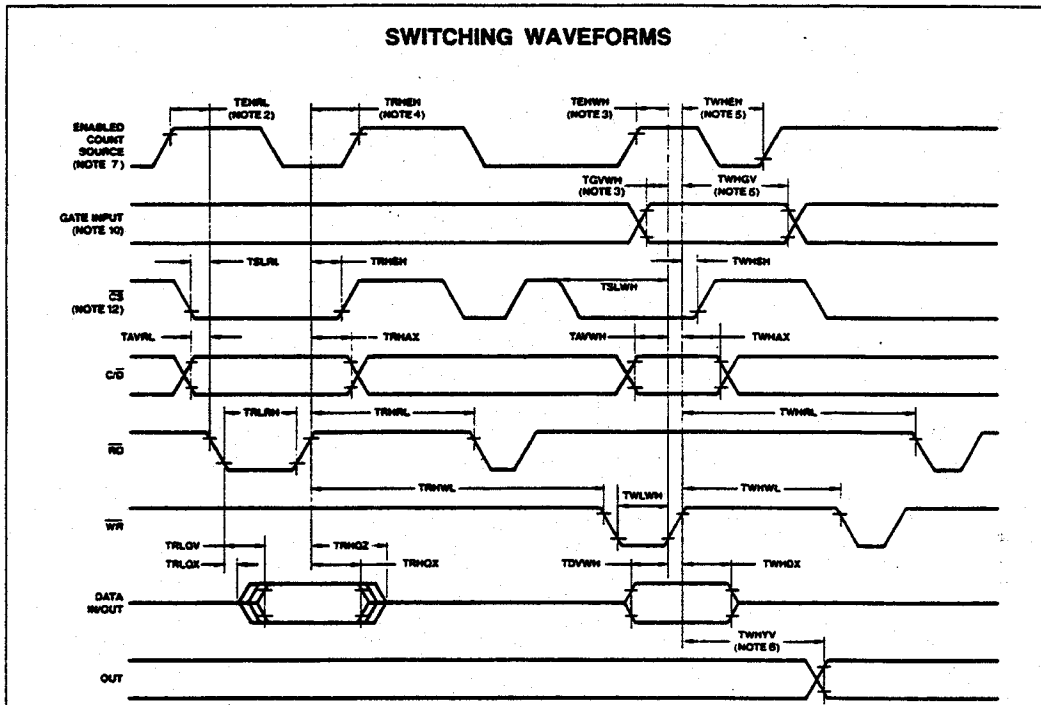 SWITCHING WAVEFORMS
TEHRL
(NOTE 2)
TRHEH
(NOTE 4)
TEHWH
(NOTE 3)
TWHEH
(NOTE 5)
ENABLED
COUNT
SOURCE
(NOTE 7)
TGVWH
(NOTE 3)
TWHGV
(NOTE 5)
GATE INPUT
(NOTE 10)
TSLRL
TRHSH
TSLWH
TWHSH
CS
(NOTE 12)
TAVRL
TRHAX
TAVWH
TWHAX
C/D
TRLRH
TRHRL
TWHRL
RD
TRHWL
TWLWH
TWHWL
WR
TRLQV
TRHQZ
TRLQX
TRHQX
TDVWH
TWHDX
DATA
IN/OUT
TWHYV
(NOTE 6)
OUT